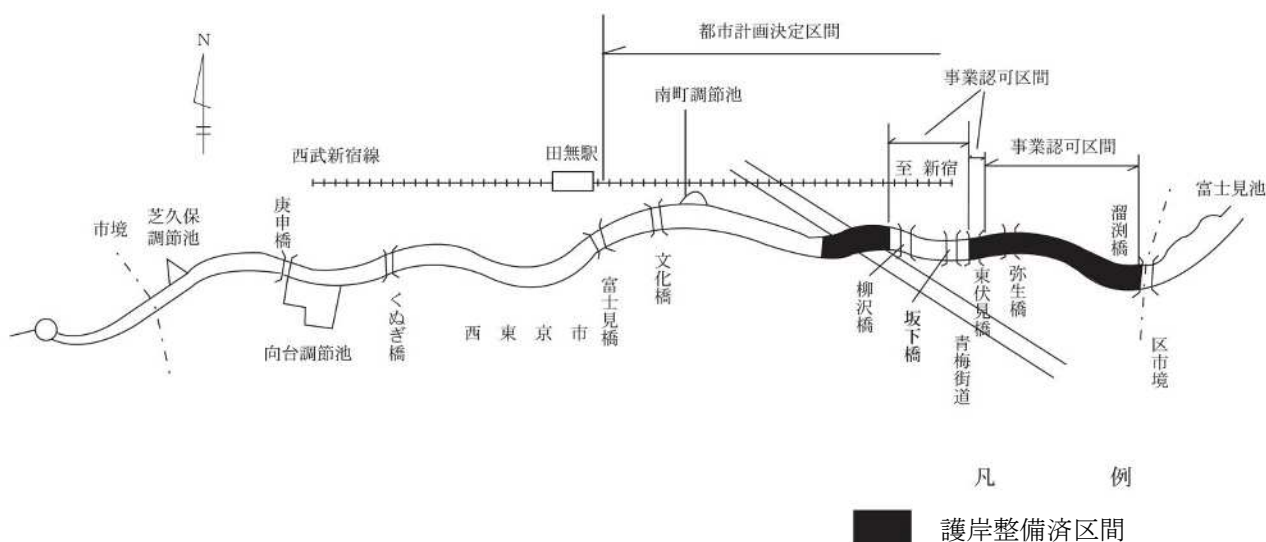 都市計画決定区間
N
事業認可区間
南町調節池
西武新宿線
田無駅
至 新宿
事業認可区間
富士見池
市境
芝久保
調節池
庚申橋
溜渕橋
文化橋
富士見橋
くぬぎ橋
西東京市
向台調節池
柳沢橋
坂下橋
青梅街道
東伏見橋
弥生橋
区市境
凡 例
護岸整備済区間